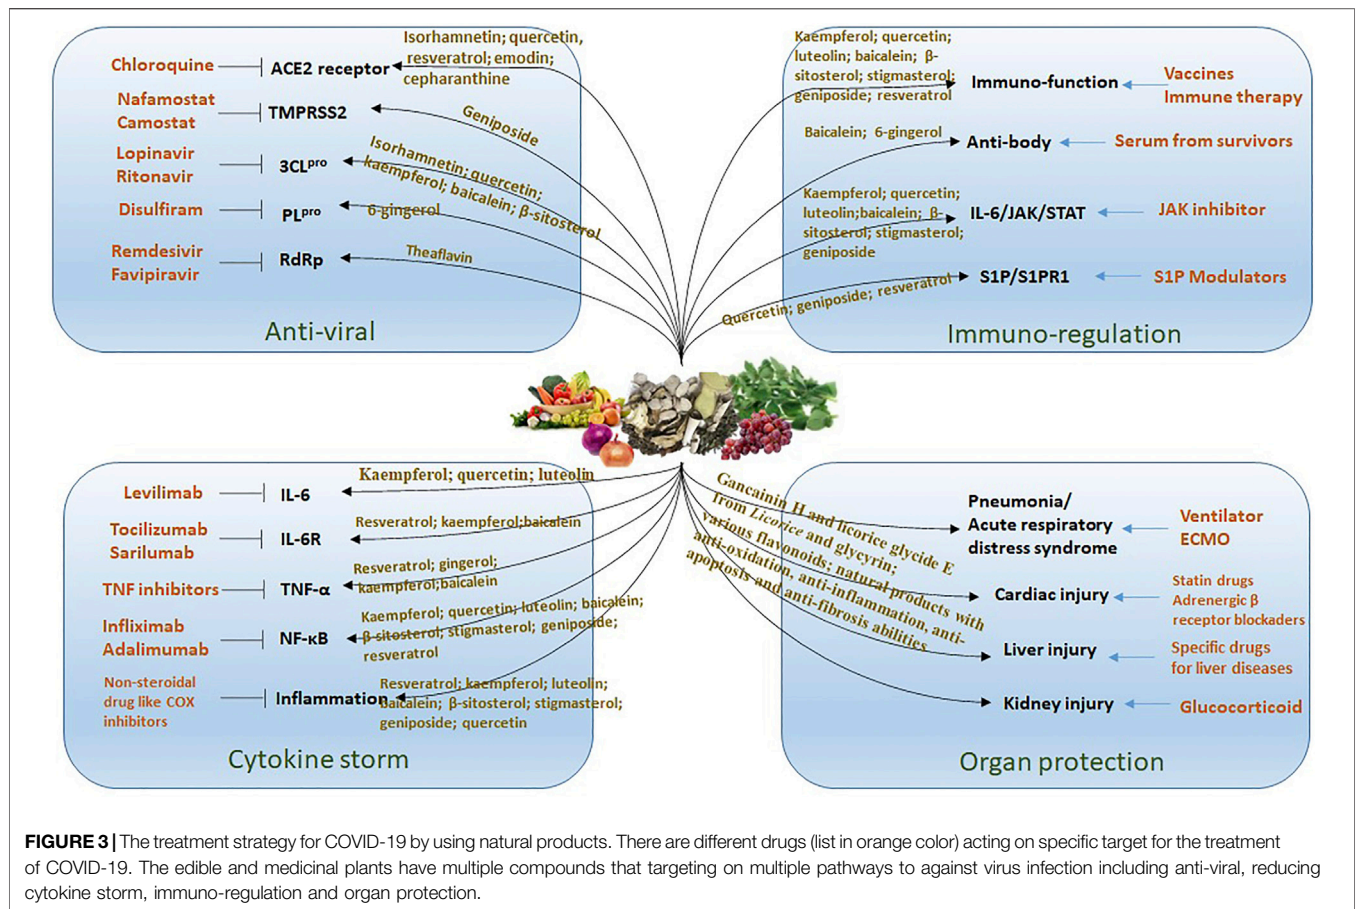 Chloroquine
ACE2 receptor
Isorhamnetin; quercetin,
resveratrol; emodin;
cepharanthine
Nafamostat
Camostat
TMPRSS2
Geniposide
Lopinavir
Ritonavir
3CLpro
Isorhamnetin; quercetin;
kaempferol; baicalein; β-sitosterol
Disulfiram
PLpro
6-gingerol
Remdesivir
Favipiravir
RdRp
Theaflavin
Anti-viral
Kaempferol; quercetin;
luteolin; baicalein; β-
sitosterol; stigmasterol;
geniposide; resveratrol
Immuno-function
Vaccines
Immune therapy
Baicalein; 6-gingerol
Anti-body
Serum from survivors
Kaempferol; quercetin;
luteolin;baicalein; β-
sitosterol; stigmasterol;
geniposide
IL-6/JAK/STAT
JAK inhibitor
Quercetin; geniposide; resveratrol
S1P/S1PR1
S1P Modulators
Immuno-regulation
Levilimab
IL-6
Kaempferol; quercetin; luteolin
Tocilizumab
Sarilumab
IL-6R
Resveratrol; kaempferol;baicalein
TNF inhibitors
TNF-α
Resveratrol; gingerol;
kaempferol;baicalein
Infliximab
Adalimumab
NF-κB
Kaempferol; quercetin; luteolin; baicalein;
β-sitosterol; stigmasterol; geniposide;
resveratrol
Non-steroidal
drug like COX
inhibitors
Inflammation
Resveratrol; kaempferol; luteolin;
baicalein; β-sitosterol; stigmasterol;
geniposide; quercetin
Cytokine storm
Gancainin H and licorice glycide E
from Licorice and glycyrin;
various flavonoids; natural products with
anti-oxidation, anti-inflammation, anti-
apoptosis and anti-fibrosis abilities
Pneumonia/
Acute respiratory
distress syndrome
Ventilator
ECMO
Cardiac injury
Statin drugs
Adrenergic β
receptor blockaders
Liver injury
Specific drugs
for liver diseases
Kidney injury
Glucocorticoid
Organ protection
FIGURE 3 | The treatment strategy for COVID-19 by using natural products. There are different drugs (list in orange color) acting on specific target for the treatment
of COVID-19. The edible and medicinal plants have multiple compounds that targeting on multiple pathways to against virus infection including anti-viral, reducing
cytokine storm, immuno-regulation and organ protection.